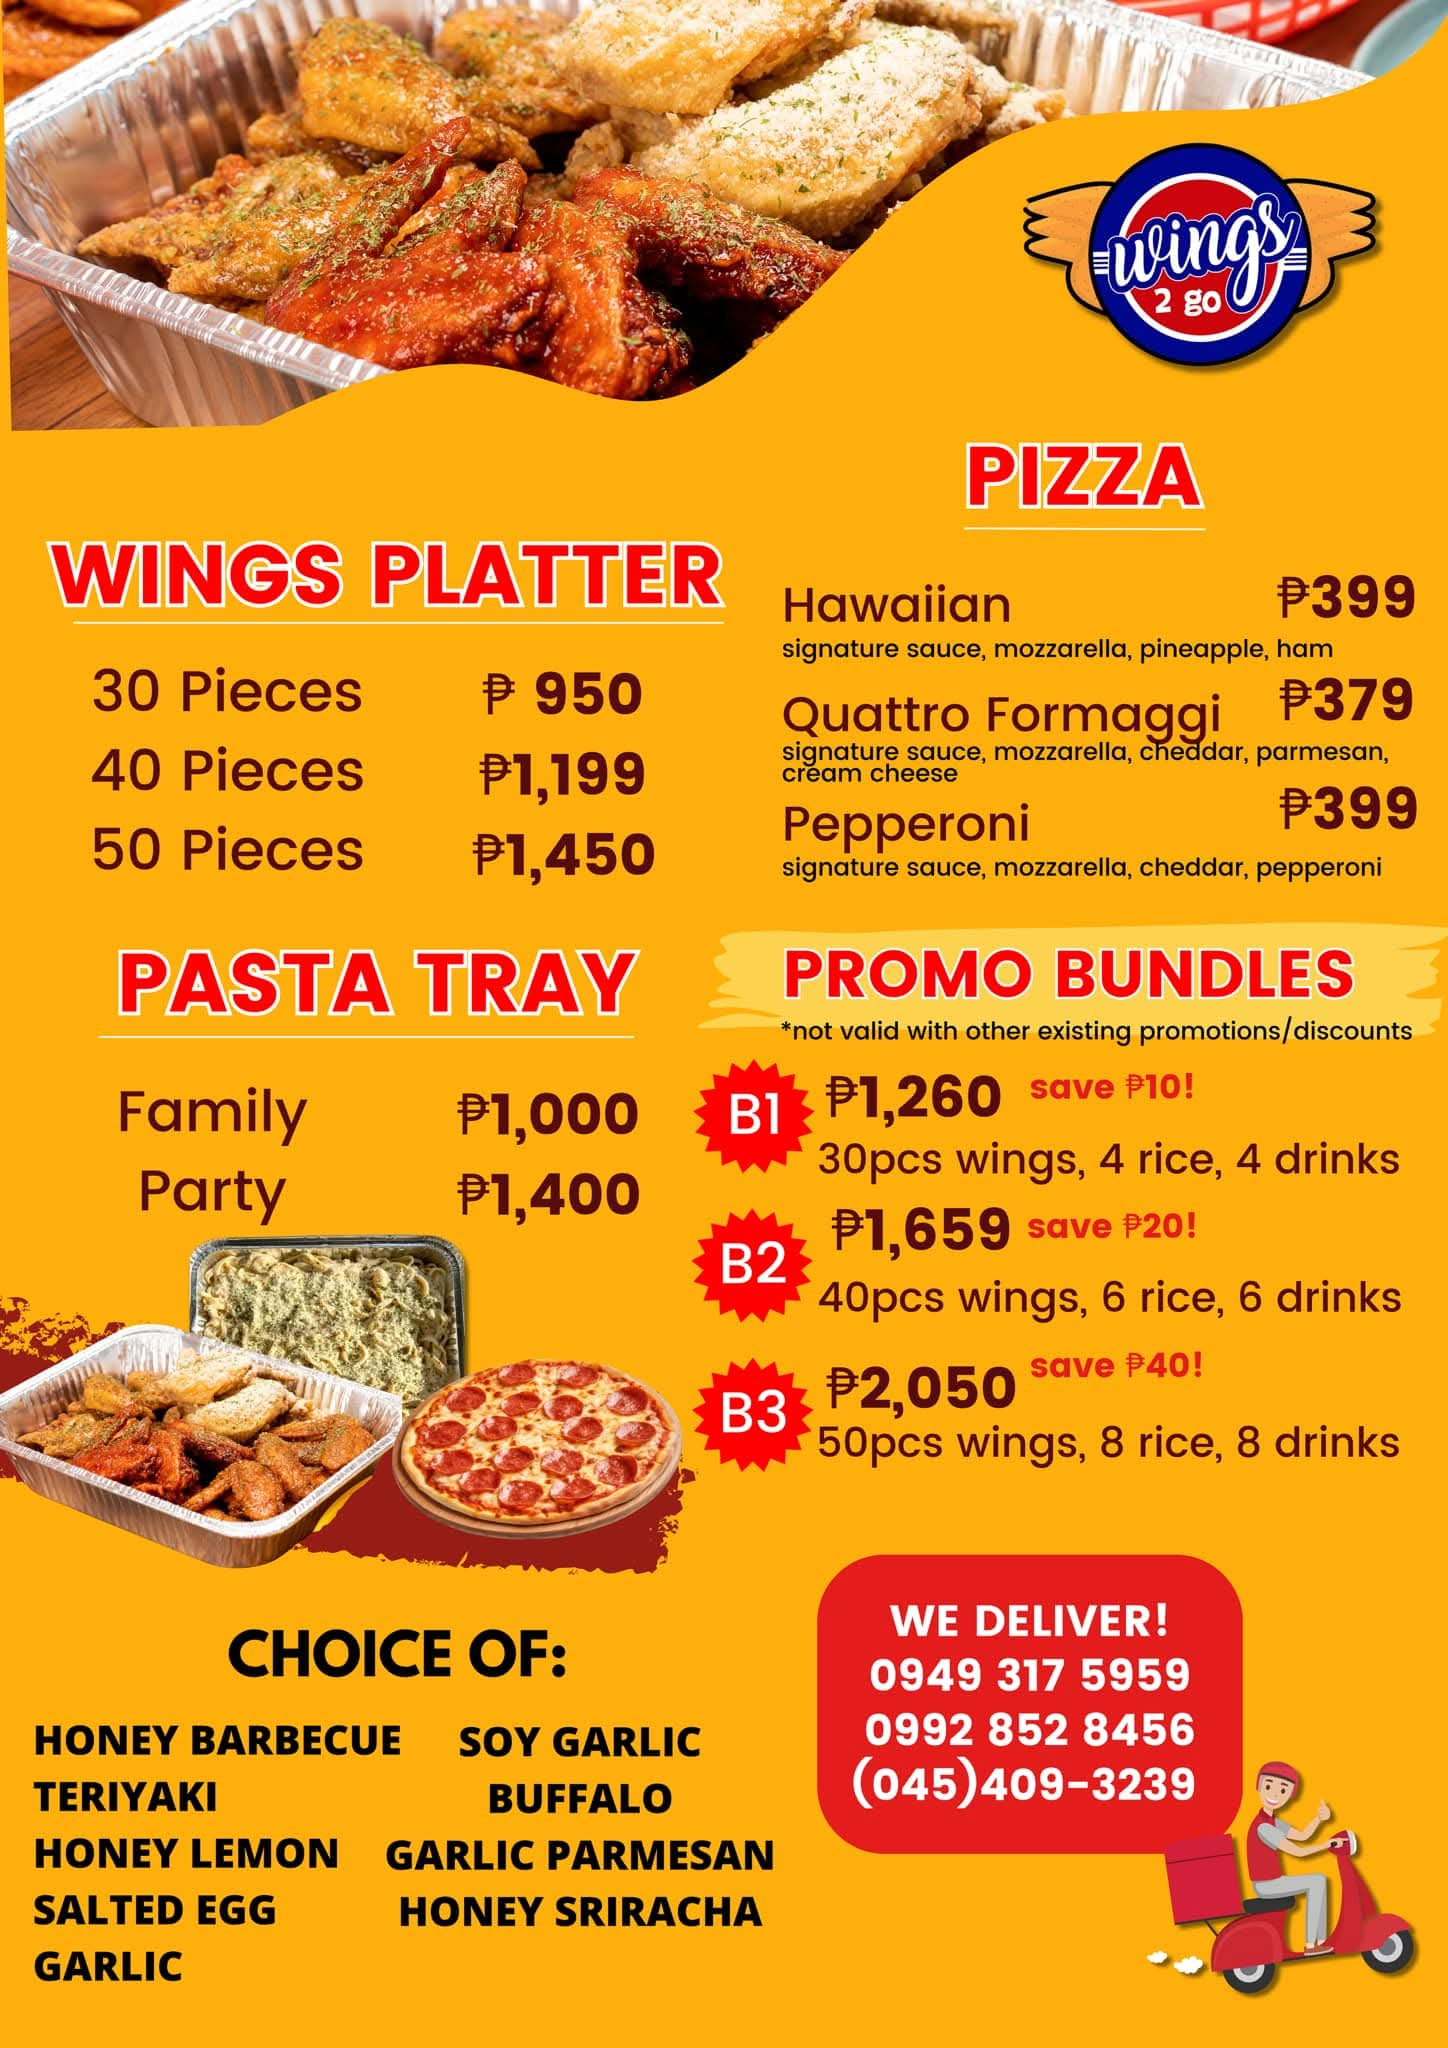 wings
2 go
WINGS PLATTER
30 Pieces ₱ 950
40 Pieces ₱1,199
50 Pieces ₱1,450
PIZZA
Hawaiian ₱399
signature sauce, mozzarella, pineapple, ham
Quattro Formaggi ₱379
signature sauce, mozzarella, cheddar, parmesan,
cream cheese
Pepperoni ₱399
signature sauce, mozzarella, cheddar, pepperoni
PASTA TRAY
Family ₱1,000
Party ₱1,400
PROMO BUNDLES
*not valid with other existing promotions/discounts
B1 ₱1,260 save ₱10!
30pcs wings, 4 rice, 4 drinks
B2 ₱1,659 save ₱20!
40pcs wings, 6 rice, 6 drinks
B3 ₱2,050 save ₱40!
50pcs wings, 8 rice, 8 drinks
CHOICE OF:
HONEY BARBECUE
TERIYAKI
HONEY LEMON
SALTED EGG
GARLIC
SOY GARLIC
BUFFALO
GARLIC PARMESAN
HONEY SRIRACHA
WE DELIVER!
0949 317 5959
0992 852 8456
(045)409-3239